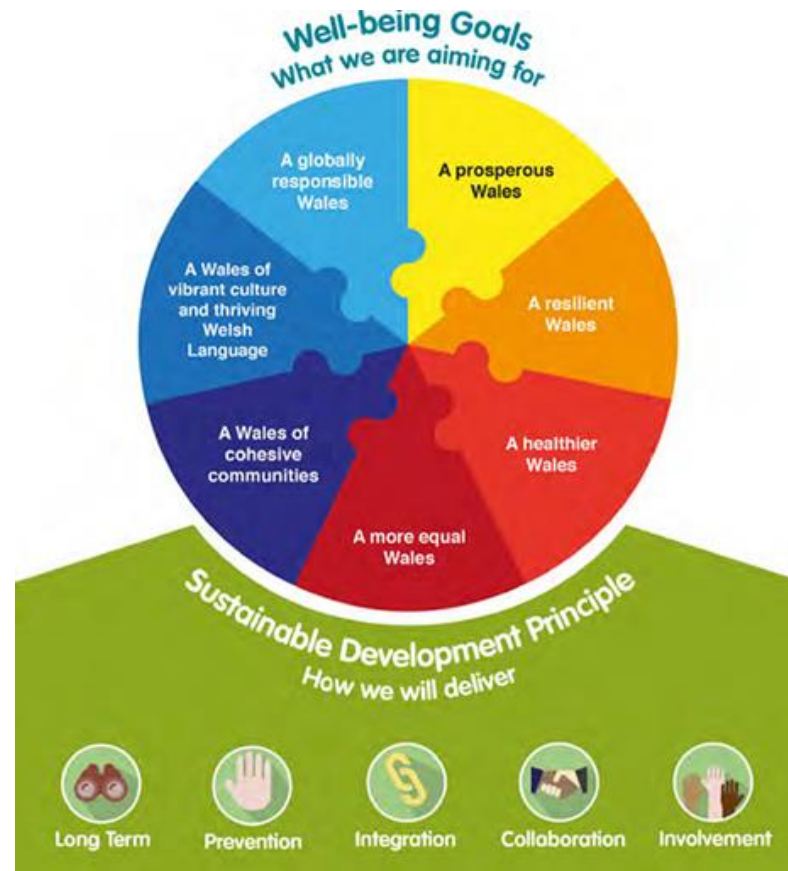 Well-being Goals
What we are aiming for
A globally
responsible
Wales
A prosperous
Wales
A Wales of
vibrant culture
and thriving
Welsh
Language
A resilient
Wales
A Wales of
cohesive
communities
A healthier
Wales
A more equal
Wales
Sustainable Development Principle
How we will deliver
Long Term
Prevention
Integration
Collaboration
Involvement